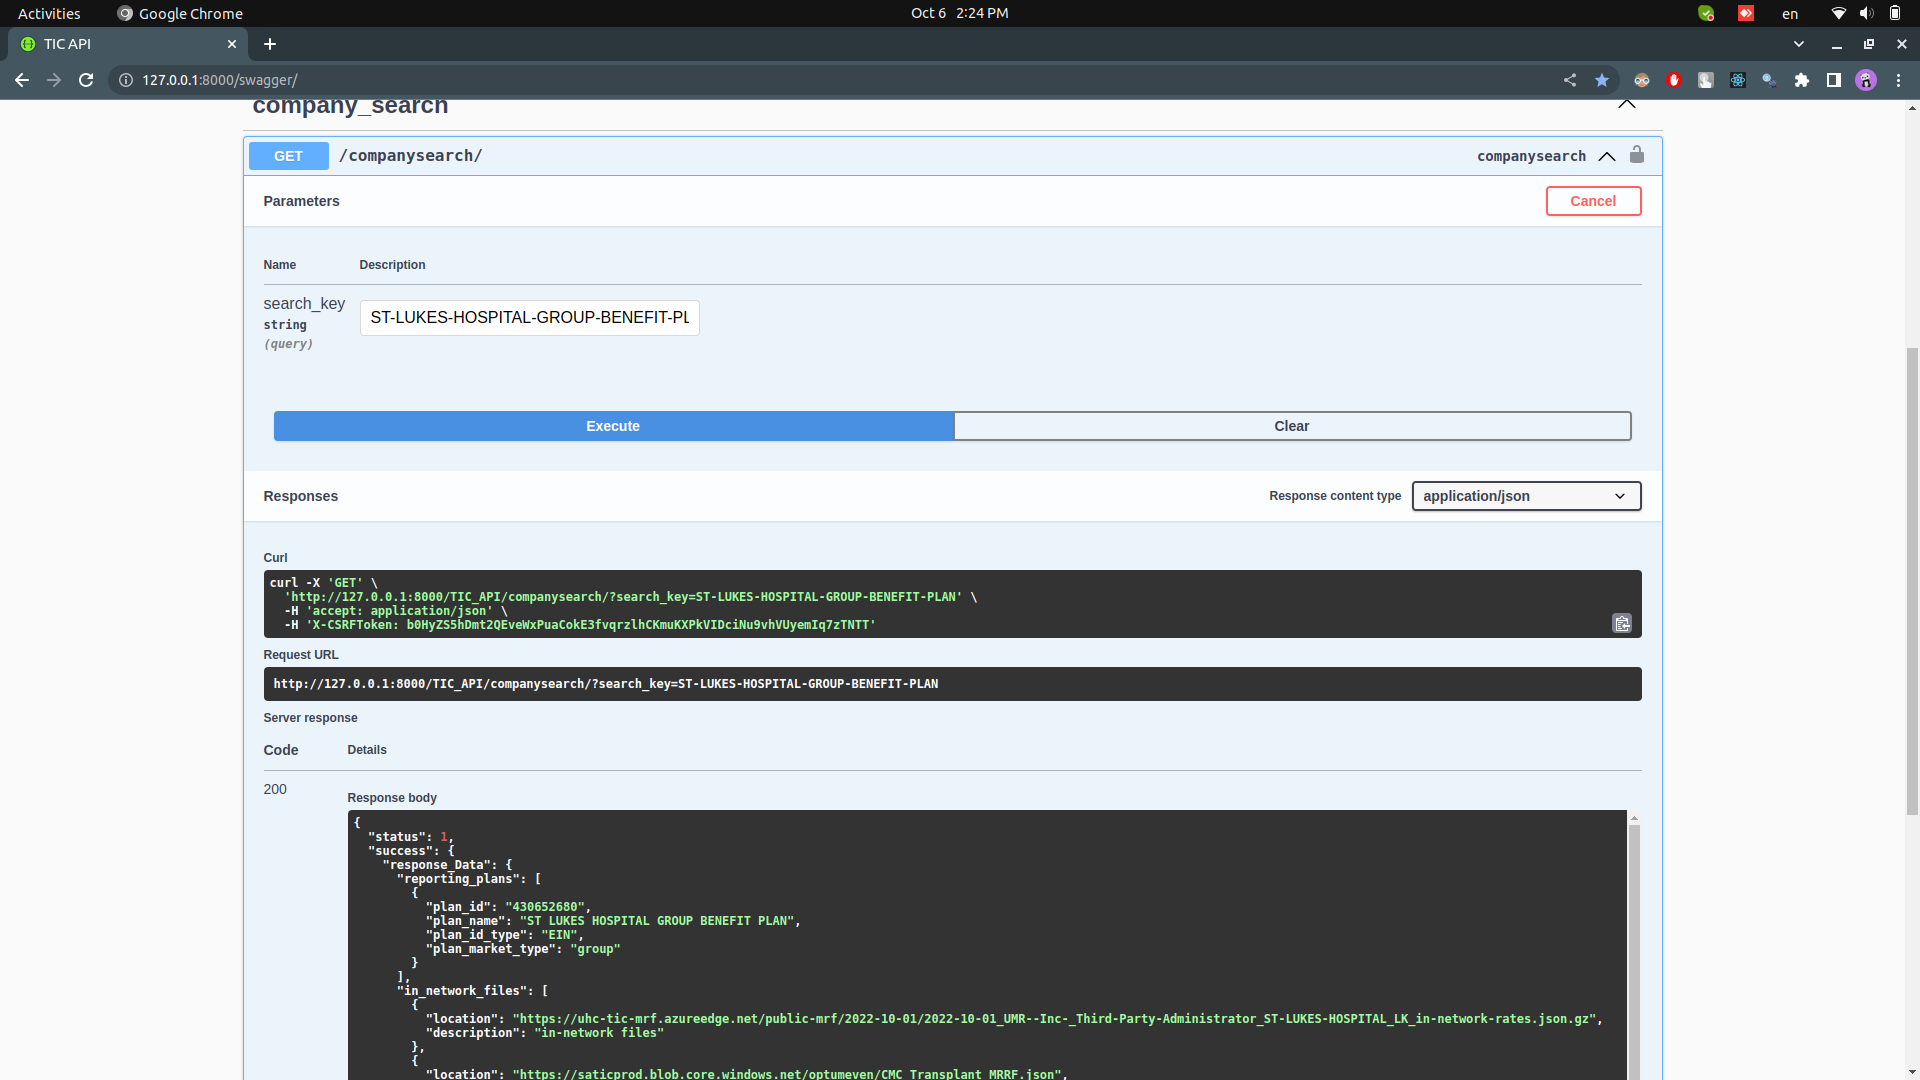 Activities
Google Chrome
Oct 6 2:24 PM
en
TIC API
127.0.0.1:8000/swagger/
company_search
GET
/companysearch/
companysearch
Parameters
Cancel
Name
Description
search_key
string
(query)
ST-LUKES-HOSPITAL-GROUP-BENEFIT-PL
Execute
Clear
Responses
Response content type
application/json
Curl
curl -X 'GET' \
'http://127.0.0.1:8000/TIC_API/companysearch/?search_key=ST-LUKES-HOSPITAL-GROUP-BENEFIT-PLAN' \
-H 'accept: application/json' \
-H 'X-CSRFToken: b0HyZS5hDmt2QEveWxPuaCokE3fvqrzlhCKmuKXPkVIDciNu9vhVUyemIq7zTNTT'
Request URL
http://127.0.0.1:8000/TIC_API/companysearch/?search_key=ST-LUKES-HOSPITAL-GROUP-BENEFIT-PLAN
Server response
Code
Details
200
Response body
{
"status": 1,
"success": {
"response_Data": {
"reporting_plans": [
{
"plan_id": "430652680",
"plan_name": "ST LUKES HOSPITAL GROUP BENEFIT PLAN",
"plan_id_type": "EIN",
"plan_market_type": "group"
}
],
"in_network_files": [
{
"location": "https://uhc-tic-mrf.azureedge.net/public-mrf/2022-10-01/2022-10-01_UMR--Inc-_Third-Party-Administrator_ST-LUKES-HOSPITAL_LK_in-network-rates.json.gz",
"description": "in-network files"
},
{
"location": "https://saticprod.blob.core.windows.net/optumeven/CMC_Transplant_MRRF.json",